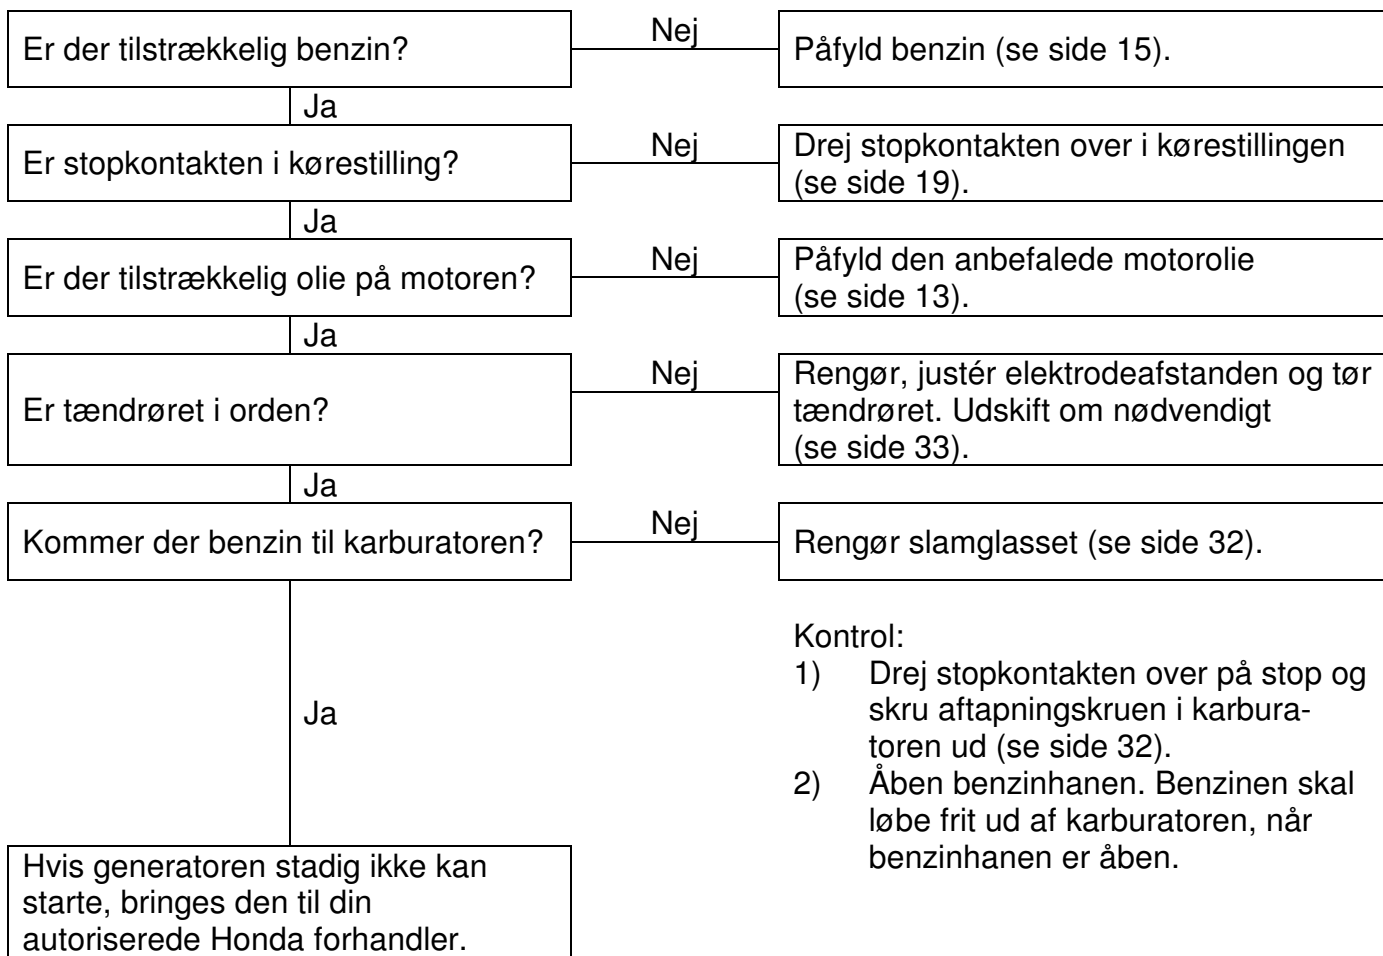 Er der tilstrækkelig benzin?
Nej
Påfyld benzin (se side 15).
Ja
Er stopkontakten i kørestilling?
Nej
Drej stopkontakten over i kørestillingen
(se side 19).
Ja
Er der tilstrækkelig olie på motoren?
Nej
Påfyld den anbefalede motorolie
(se side 13).
Ja
Er tændrøret i orden?
Nej
Rengør, justér elektrodeafstanden og tør
tændrøret. Udskift om nødvendigt
(se side 33).
Ja
Kommer der benzin til karburatoren?
Nej
Rengør slamglasset (se side 32).
Kontrol:
1) Drej stopkontakten over på stop og
skru aftapningskruen i karbura-
toren ud (se side 32).
2) Åben benzinhanen. Benzinen skal
løbe frit ud af karburatoren, når
benzinhanen er åben.
Ja
Hvis generatoren stadig ikke kan
starte, bringes den til din
autoriserede Honda forhandler.